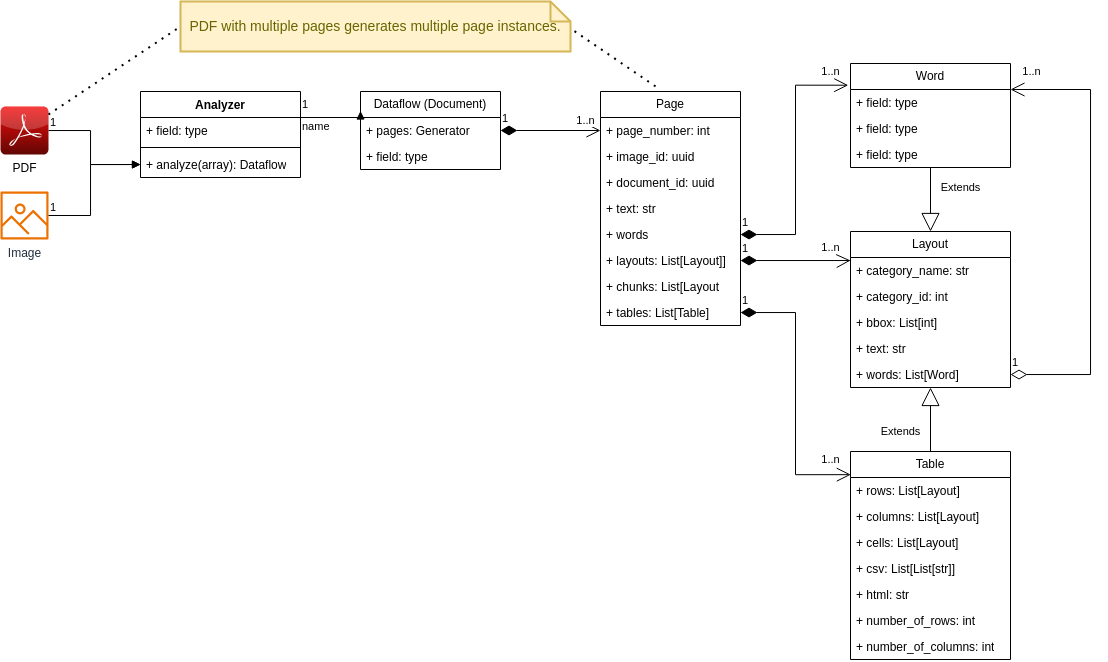 PDF with multiple pages generates multiple page instances.
1
PDF
1
Image
Analyzer
+ field: type
+ analyze(array): Dataflow
1
name
Dataflow (Document)
+ pages: Generator
+ field: type
1
1..n
Page
+ page_number: int
+ image_id: uuid
+ document_id: uuid
+ text: str
+ words
+ layouts: List[Layout]]
+ chunks: List[Layout
+ tables: List[Table]
1
1
1
1..n
1..n
1..n
Word
+ field: type
+ field: type
+ field: type
1..n
Extends
Layout
+ category_name: str
+ category_id: int
+ bbox: List[int]
+ text: str
+ words: List[Word]
1
Extends
Table
+ rows: List[Layout]
+ columns: List[Layout]
+ cells: List[Layout]
+ csv: List[List[str]]
+ html: str
+ number_of_rows: int
+ number_of_columns: int